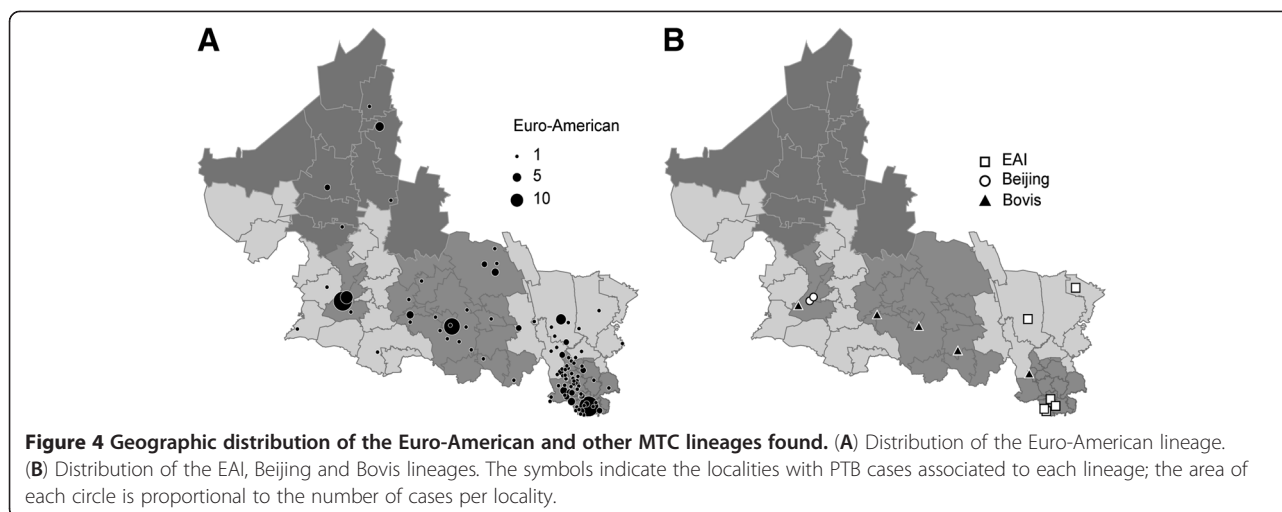 A
Euro-American
1
5
10
B
EAI
Beijing
Bovis
Figure 4 Geographic distribution of the Euro-American and other MTC lineages found. (A) Distribution of the Euro-American lineage.
(B) Distribution of the EAI, Beijing and Bovis lineages. The symbols indicate the localities with PTB cases associated to each lineage; the area of
each circle is proportional to the number of cases per locality.